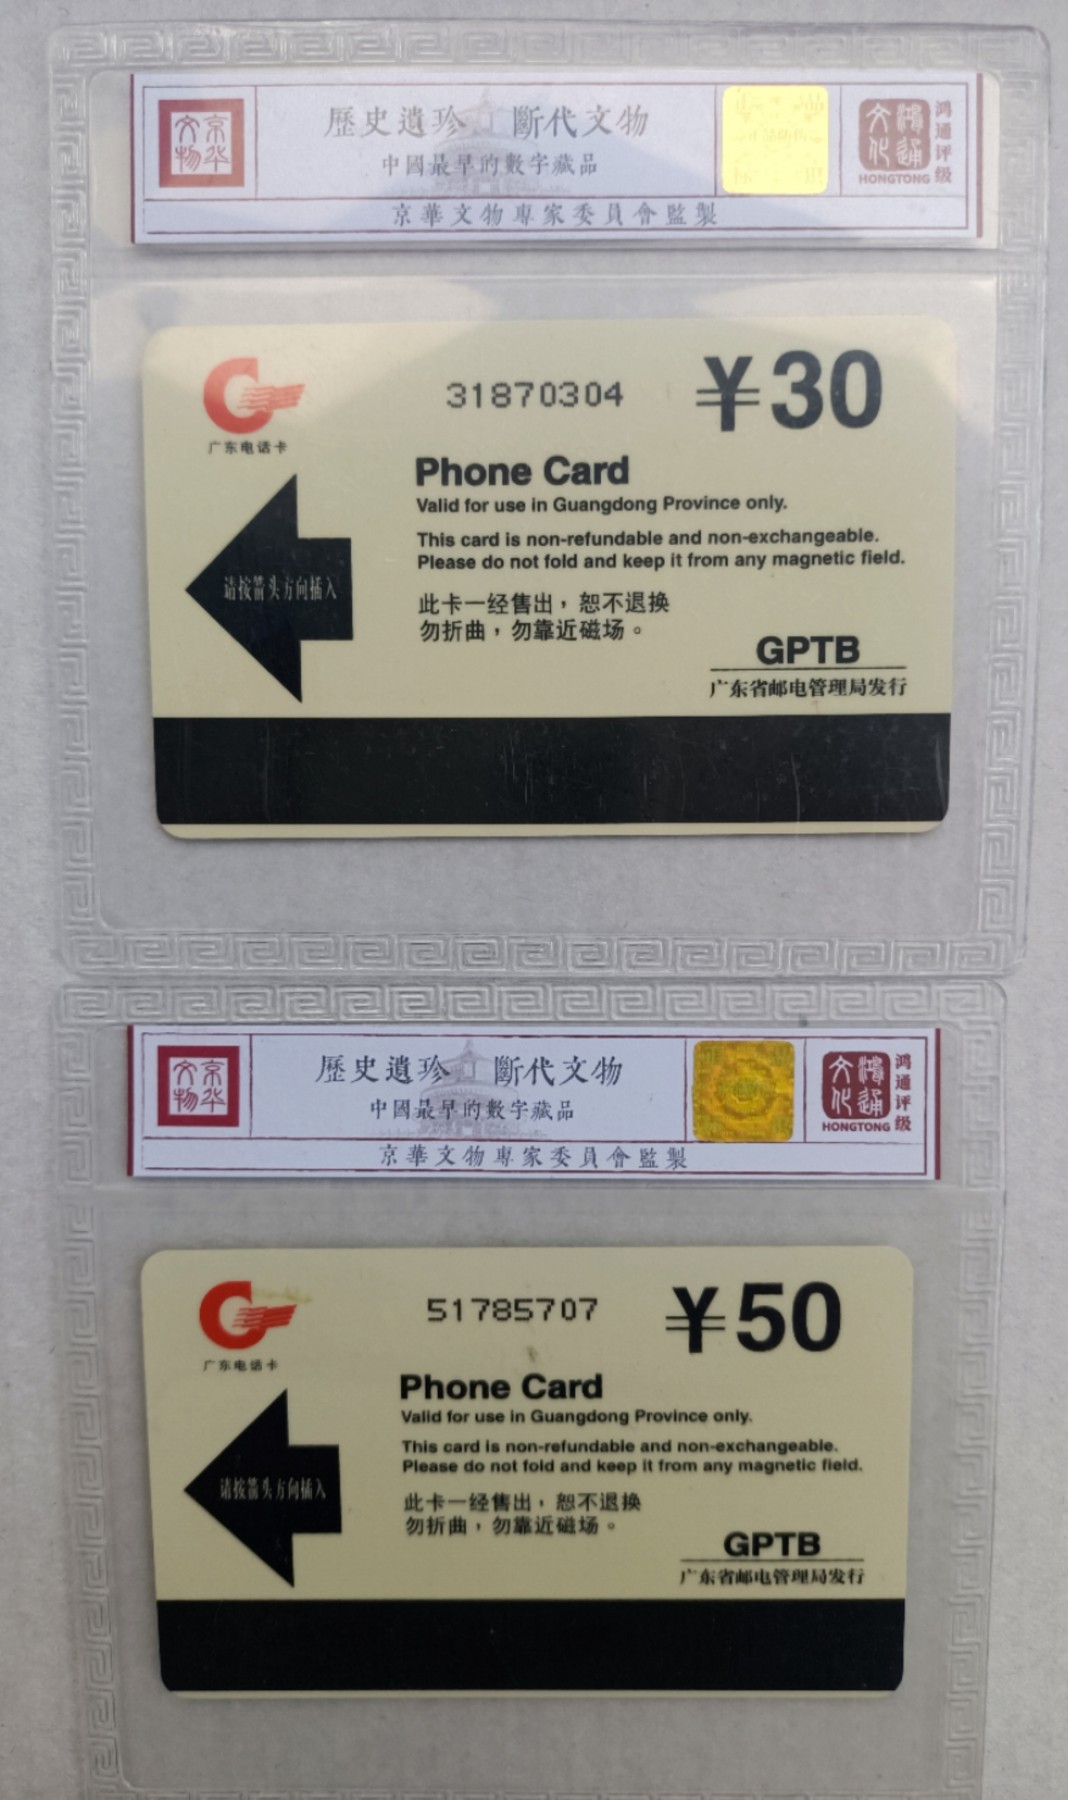 京华文物
歷史遺珍 斷代文物
中國最早的數字藏品
京華文物專家委員會監製
鴻通文化
HONGTONG
鸿通评级
31870304
¥30
广东电话卡
Phone Card
Valid for use in Guangdong Province only.
This card is non-refundable and non-exchangeable.
Please do not fold and keep it from any magnetic field.
请按箭头方向插入
此卡一经售出，恕不退换
勿折曲，勿靠近磁场。
GPTB
广东省邮电管理局发行
京华文物
歷史遺珍 斷代文物
中國最早的數字藏品
京華文物專家委員會監製
鴻通文化
HONGTONG
鸿通评级
51785707
¥50
广东电话卡
Phone Card
Valid for use in Guangdong Province only.
This card is non-refundable and non-exchangeable.
Please do not fold and keep it from any magnetic field.
请按箭头方向插入
此卡一经售出，恕不退换
勿折曲，勿靠近磁场。
GPTB
广东省邮电管理局发行